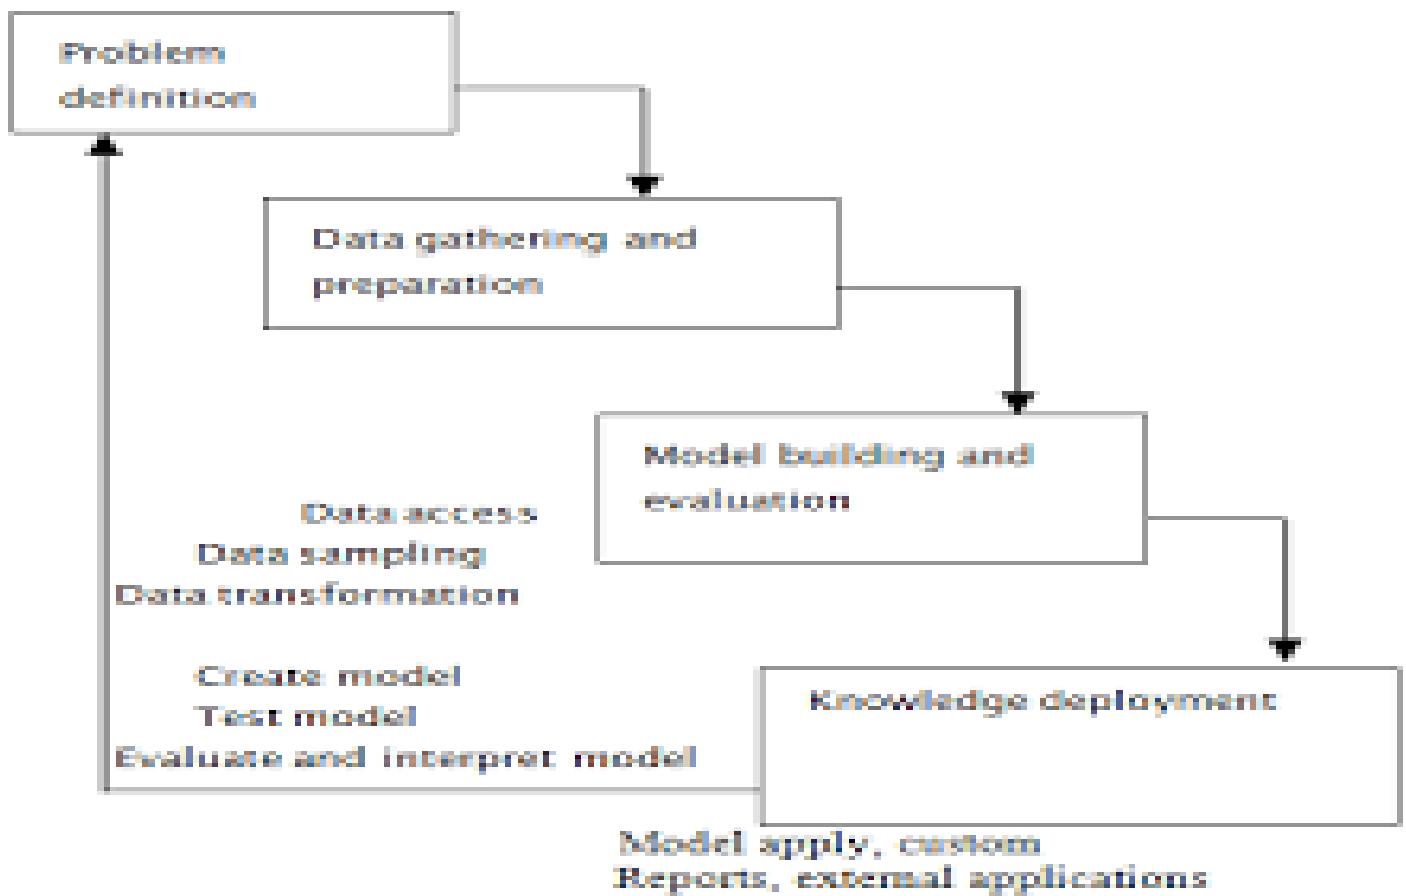 Problem
definition
Data gathering and
preparation
Model building and
evaluation
Data access
Data sampling
Data transformation
Create model
Test model
Evaluate and interpret model
Knowledge deployment
Model apply, custom
Reports, external applications